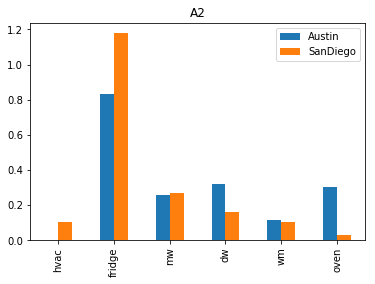 A2
Austin
SanDiego
1.2
1.0
0.8
0.6
0.4
0.2
0.0
hvac
fridge
mw
dw
wm
oven